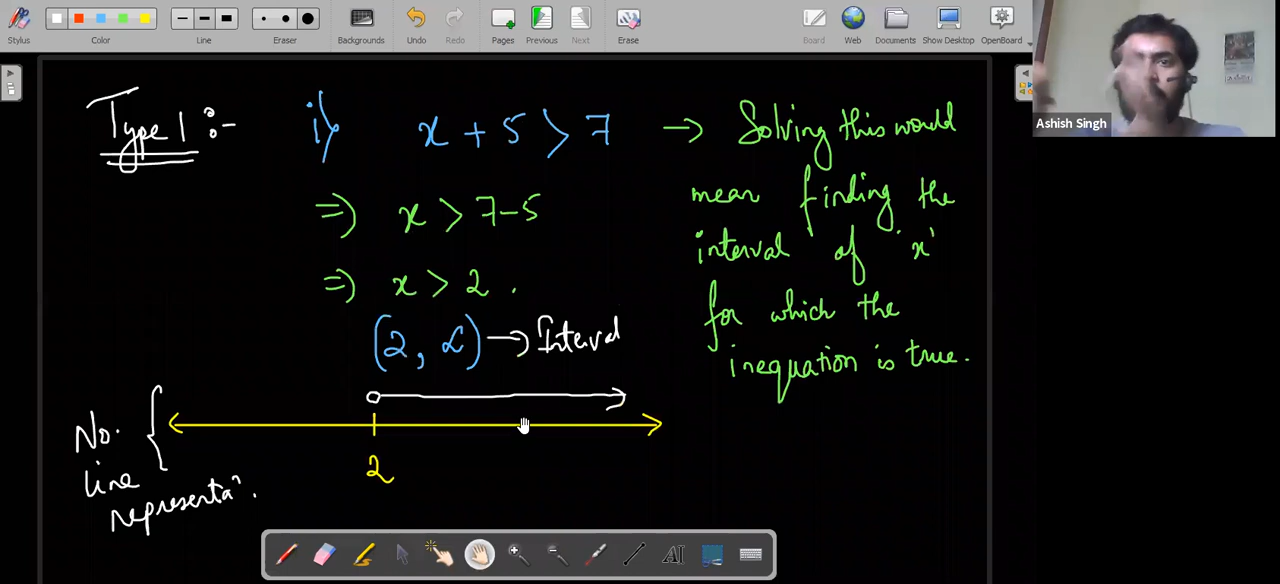 Stylus
Color
Line
Eraser
Backgrounds
Undo
Redo
Pages
Previous
Next
Erase
Board
Web
Documents
Show Desktop
OpenBoard
Ashish Singh
Type 1 :-
i) x + 5 > 7
⇒ x > 7-5
⇒ x > 2 .
(2, ∞) → Interval
→ Solving this would
mean finding the
interval of 'x'
for which the
inequation is true.
No.
line
representaⁿ.
2